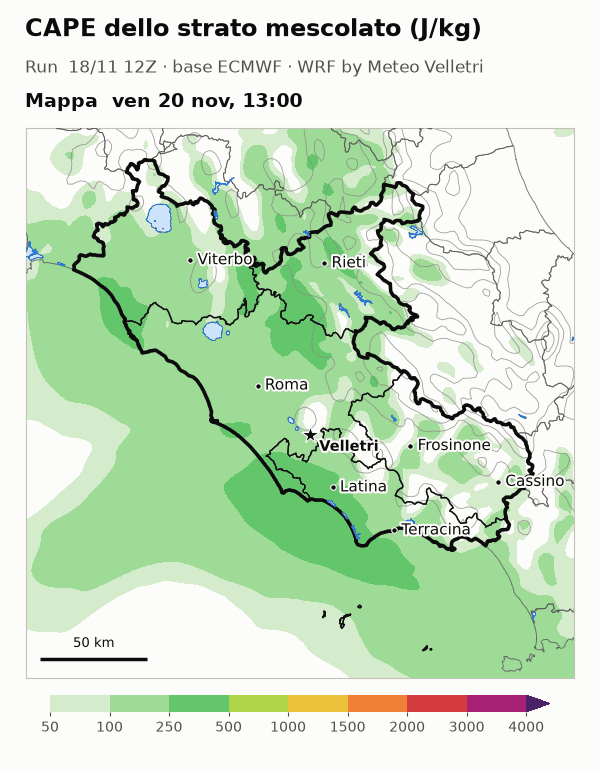 CAPE dello strato mescolato (J/kg)
Run  18/11 12Z · base ECMWF · WRF by Meteo Velletri
Mappa  ven 20 nov, 13:00
Viterbo
Rieti
Roma
Velletri
Frosinone
Latina
Cassino
Terracina
50 km
50 100 250 500 1000 1500 2000 3000 4000